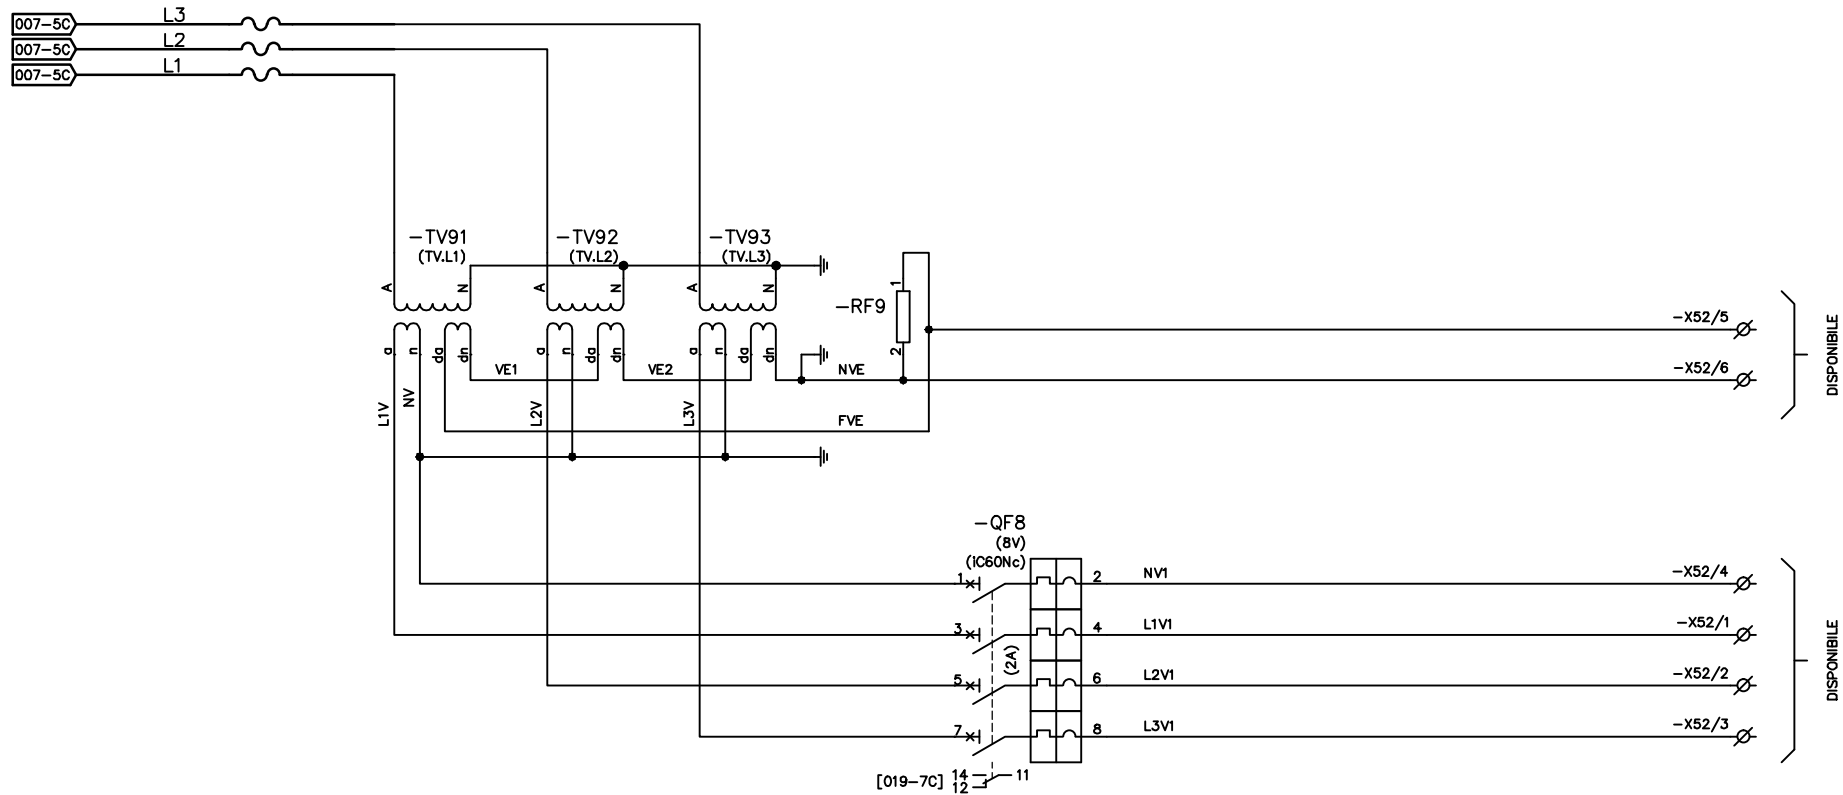 007-5C L3
007-5C L2
007-5C L1
-TV91
(TV.L1)
-TV92
(TV.L2)
-TV93
(TV.L3)
A N A N A N
-RF9
1
2
a n da dn
a n da dn
a n da dn
VE1
VE2
NVE
FVE
L1V
NV
L2V
L3V
-X52/5
-X52/6
DISPONIBILE
-QF8
(8V)
(iC60Nc)
1 2 NV1 -X52/4
3 4 L1V1 -X52/1
(2A)
5 6 L2V1 -X52/2
7 8 L3V1 -X52/3
DISPONIBILE
[019-7C] 14 11
12